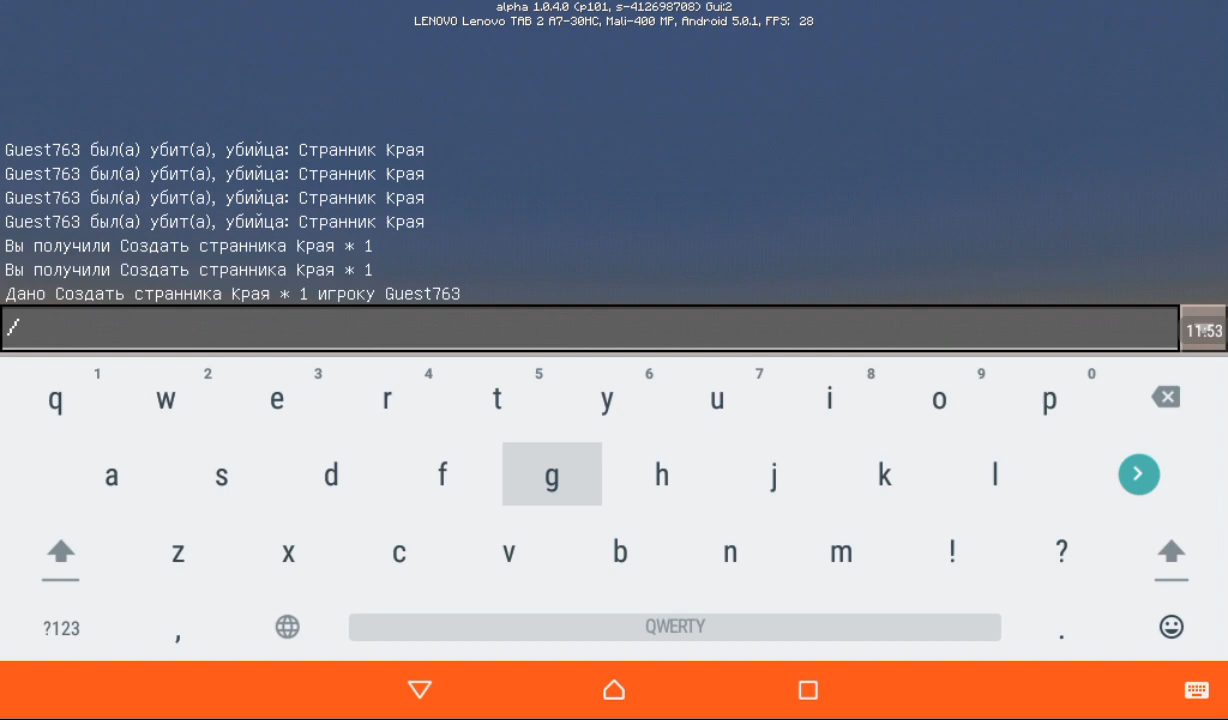 alpha 1.0.4.0 (p101, s-412698708) Gui:2
LENOVO Lenovo TAB 2 A7-30HC, Mali-400 MP, Android 5.0.1, FPS: 28
Guest763 был(а) убит(а), убийца: Странник Края
Guest763 был(а) убит(а), убийца: Странник Края
Guest763 был(а) убит(а), убийца: Странник Края
Guest763 был(а) убит(а), убийца: Странник Края
Вы получили Создать странника Края * 1
Вы получили Создать странника Края * 1
Дано Создать странника Края * 1 игроку Guest763
/
11:53
1 2 3 4 5 6 7 8 9 0
q w e r t y u i o p
a s d f g h j k l
z x c v b n m ! ?
?123 , QWERTY .